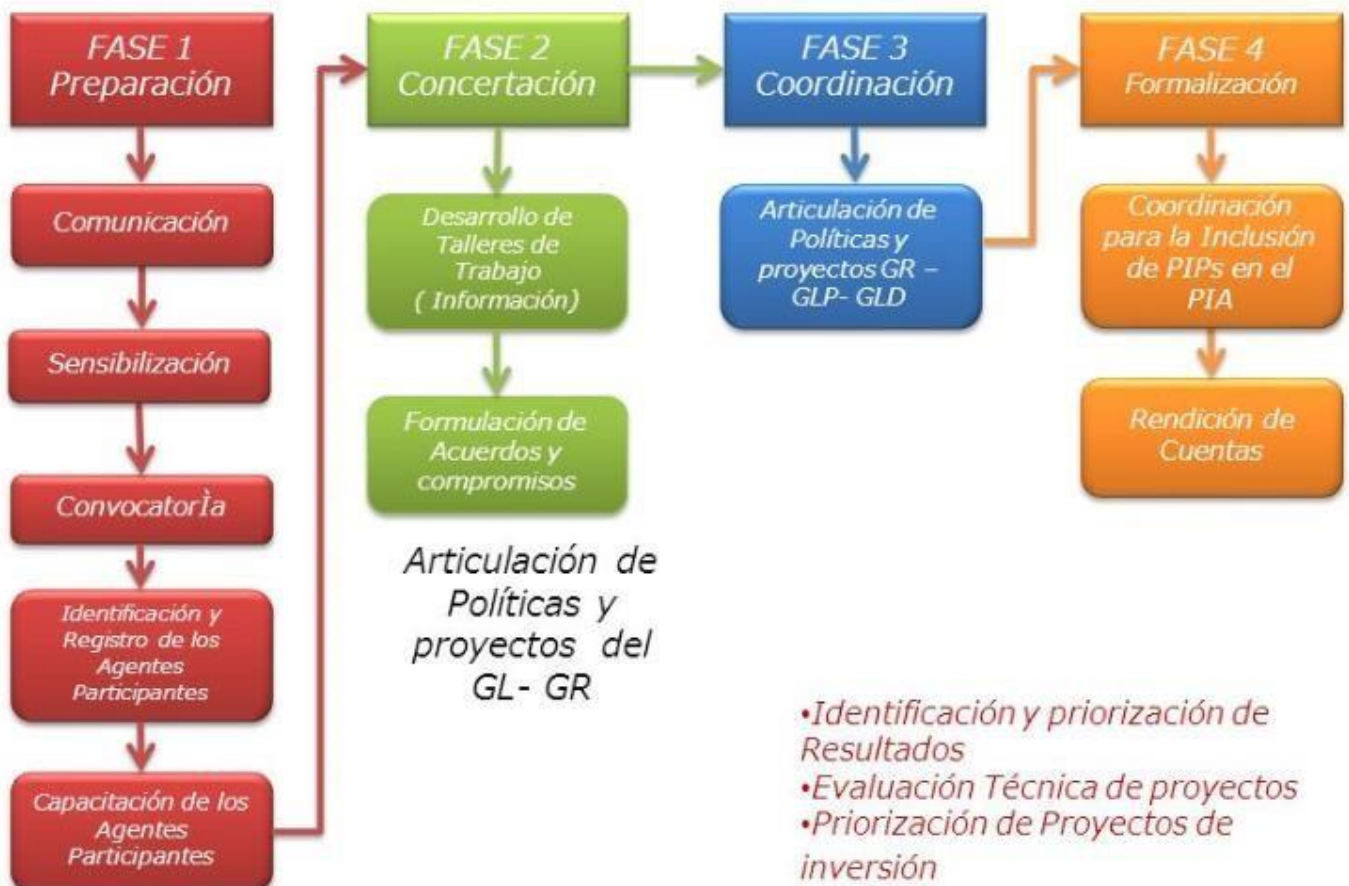 FASE 1
Preparación
Comunicación
Sensibilización
ConvocatorÌa
Identificación y
Registro de los
Agentes
Participantes
Capacitación de los
Agentes
Participantes
FASE 2
Concertación
Desarrollo de
Talleres de
Trabajo
( Información)
Formulación de
Acuerdos y
compromisos
Articulación de
Políticas y
proyectos del
GL- GR
FASE 3
Coordinación
Articulación de
Políticas y
proyectos GR –
GLP- GLD
FASE 4
Formalización
Coordinación
para la Inclusión
de PIPs en el
PIA
Rendición de
Cuentas
•Identificación y priorización de
Resultados
•Evaluación Técnica de proyectos
•Priorización de Proyectos de
inversión